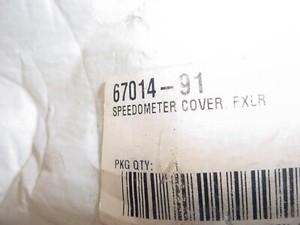 67014-91
SPEEDOMETER COVER, FXLR
PKG QTY: